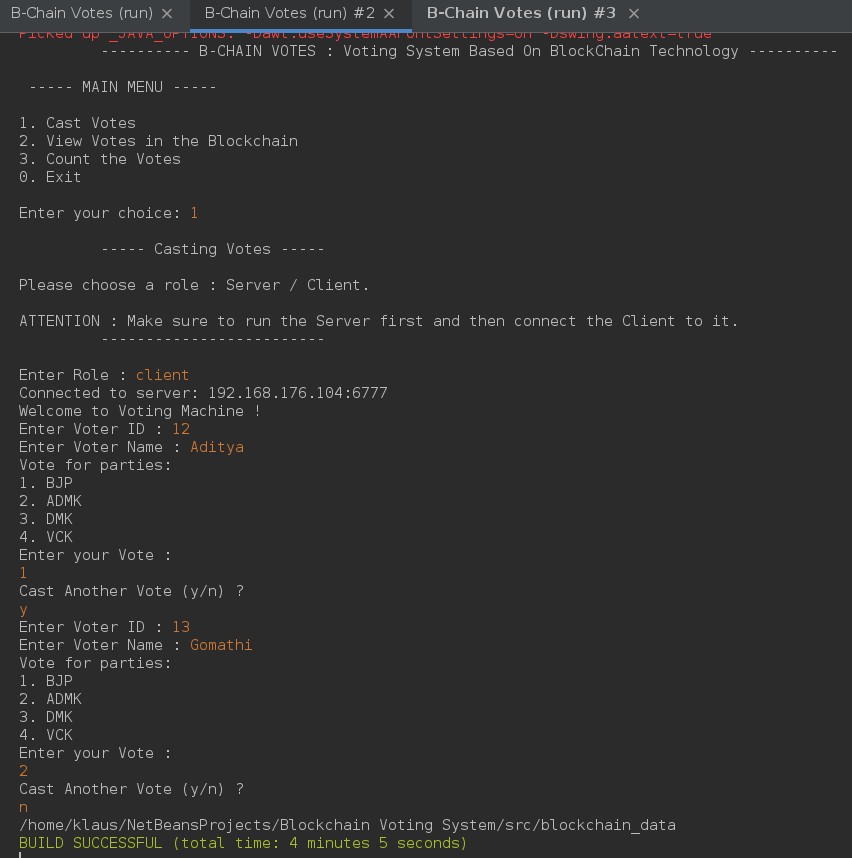 B-Chain Votes (run) × B-Chain Votes (run) #2 × B-Chain Votes (run) #3 ×
Picked up _JAVA_OPTIONS: -Dawt.useSystemAAFontSettings=on -Dswing.aatext=true
---------- B-CHAIN VOTES : Voting System Based On BlockChain Technology ----------
----- MAIN MENU -----
1. Cast Votes
2. View Votes in the Blockchain
3. Count the Votes
0. Exit
Enter your choice: 1
----- Casting Votes -----
Please choose a role : Server / Client.
ATTENTION : Make sure to run the Server first and then connect the Client to it.
-------------------------
Enter Role : client
Connected to server: 192.168.176.104:6777
Welcome to Voting Machine !
Enter Voter ID : 12
Enter Voter Name : Aditya
Vote for parties:
1. BJP
2. ADMK
3. DMK
4. VCK
Enter your Vote :
1
Cast Another Vote (y/n) ?
y
Enter Voter ID : 13
Enter Voter Name : Gomathi
Vote for parties:
1. BJP
2. ADMK
3. DMK
4. VCK
Enter your Vote :
2
Cast Another Vote (y/n) ?
n
/home/klaus/NetBeansProjects/Blockchain Voting System/src/blockchain_data
BUILD SUCCESSFUL (total time: 4 minutes 5 seconds)